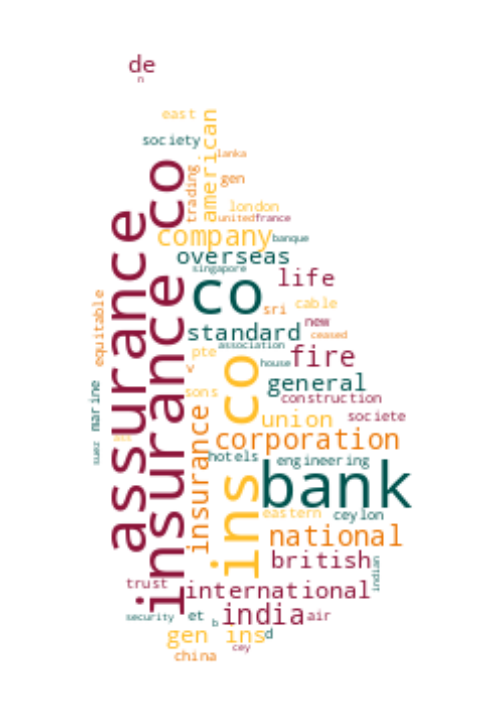 de
n
east
society
american
lanka
trading
gen
london
united
france
company
banque
overseas
singapore
assurance
insurance co
co
life
cable
sri
new
equitable
standard
ceased
association
pte
house
fire
v
general
marine
sons
construction
ins co
union
societe
insurance
corporation
ass
suez
hotels
engineering
bank
eastern
ceylon
national
british
indian
trust
international
security
et
b
india
air
gen ins
d
cey
china